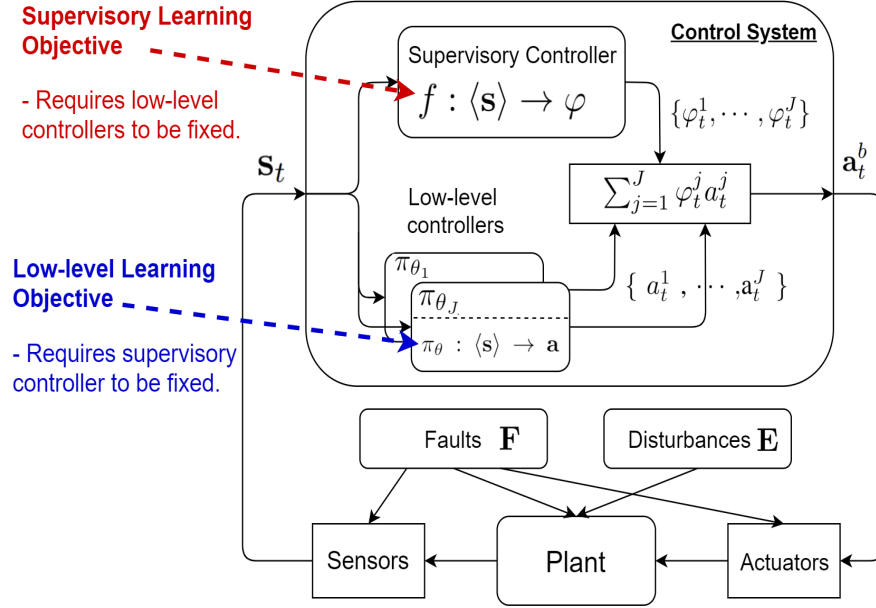 Supervisory Learning
Objective
- Requires low-level
controllers to be fixed.
Control System
Supervisory Controller
f : ⟨s⟩ → φ
{φ_t^1, ⋯ , φ_t^J}
s_t
a_t^b
∑_{j=1}^J φ_t^j a_t^j
Low-level
controllers
π_{θ_1}
π_{θ_J}
π_θ : ⟨s⟩ → a
{ a_t^1 , ⋯ ,a_t^J }
Low-level Learning
Objective
- Requires supervisory
controller to be fixed.
Faults F
Disturbances E
Sensors
Plant
Actuators